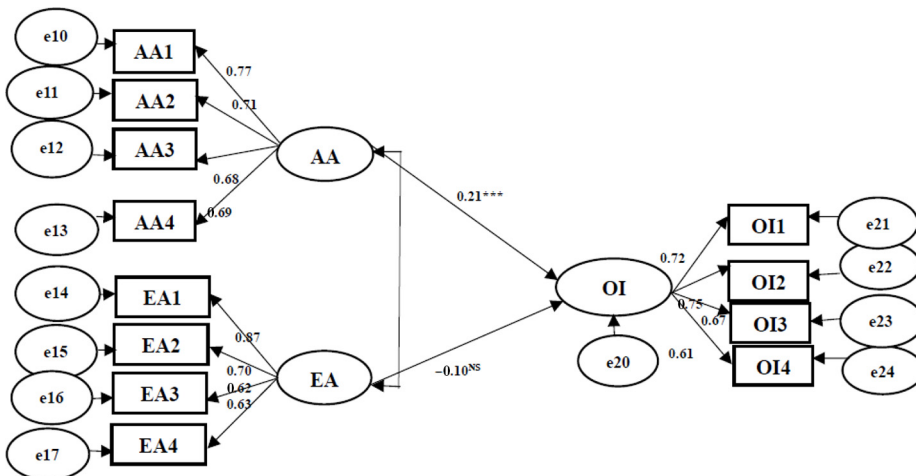 e10
AA1
0.77
e11
AA2
0.71
e12
AA3
AA
0.68
0.21***
e13
AA4
0.69
OI1
e21
0.72
e14
EA1
OI
OI2
e22
0.75
0.67
OI3
e23
e15
EA2
0.87
0.70
e20
0.61
OI4
e24
e16
EA3
0.62
EA
−0.10NS
0.63
e17
EA4